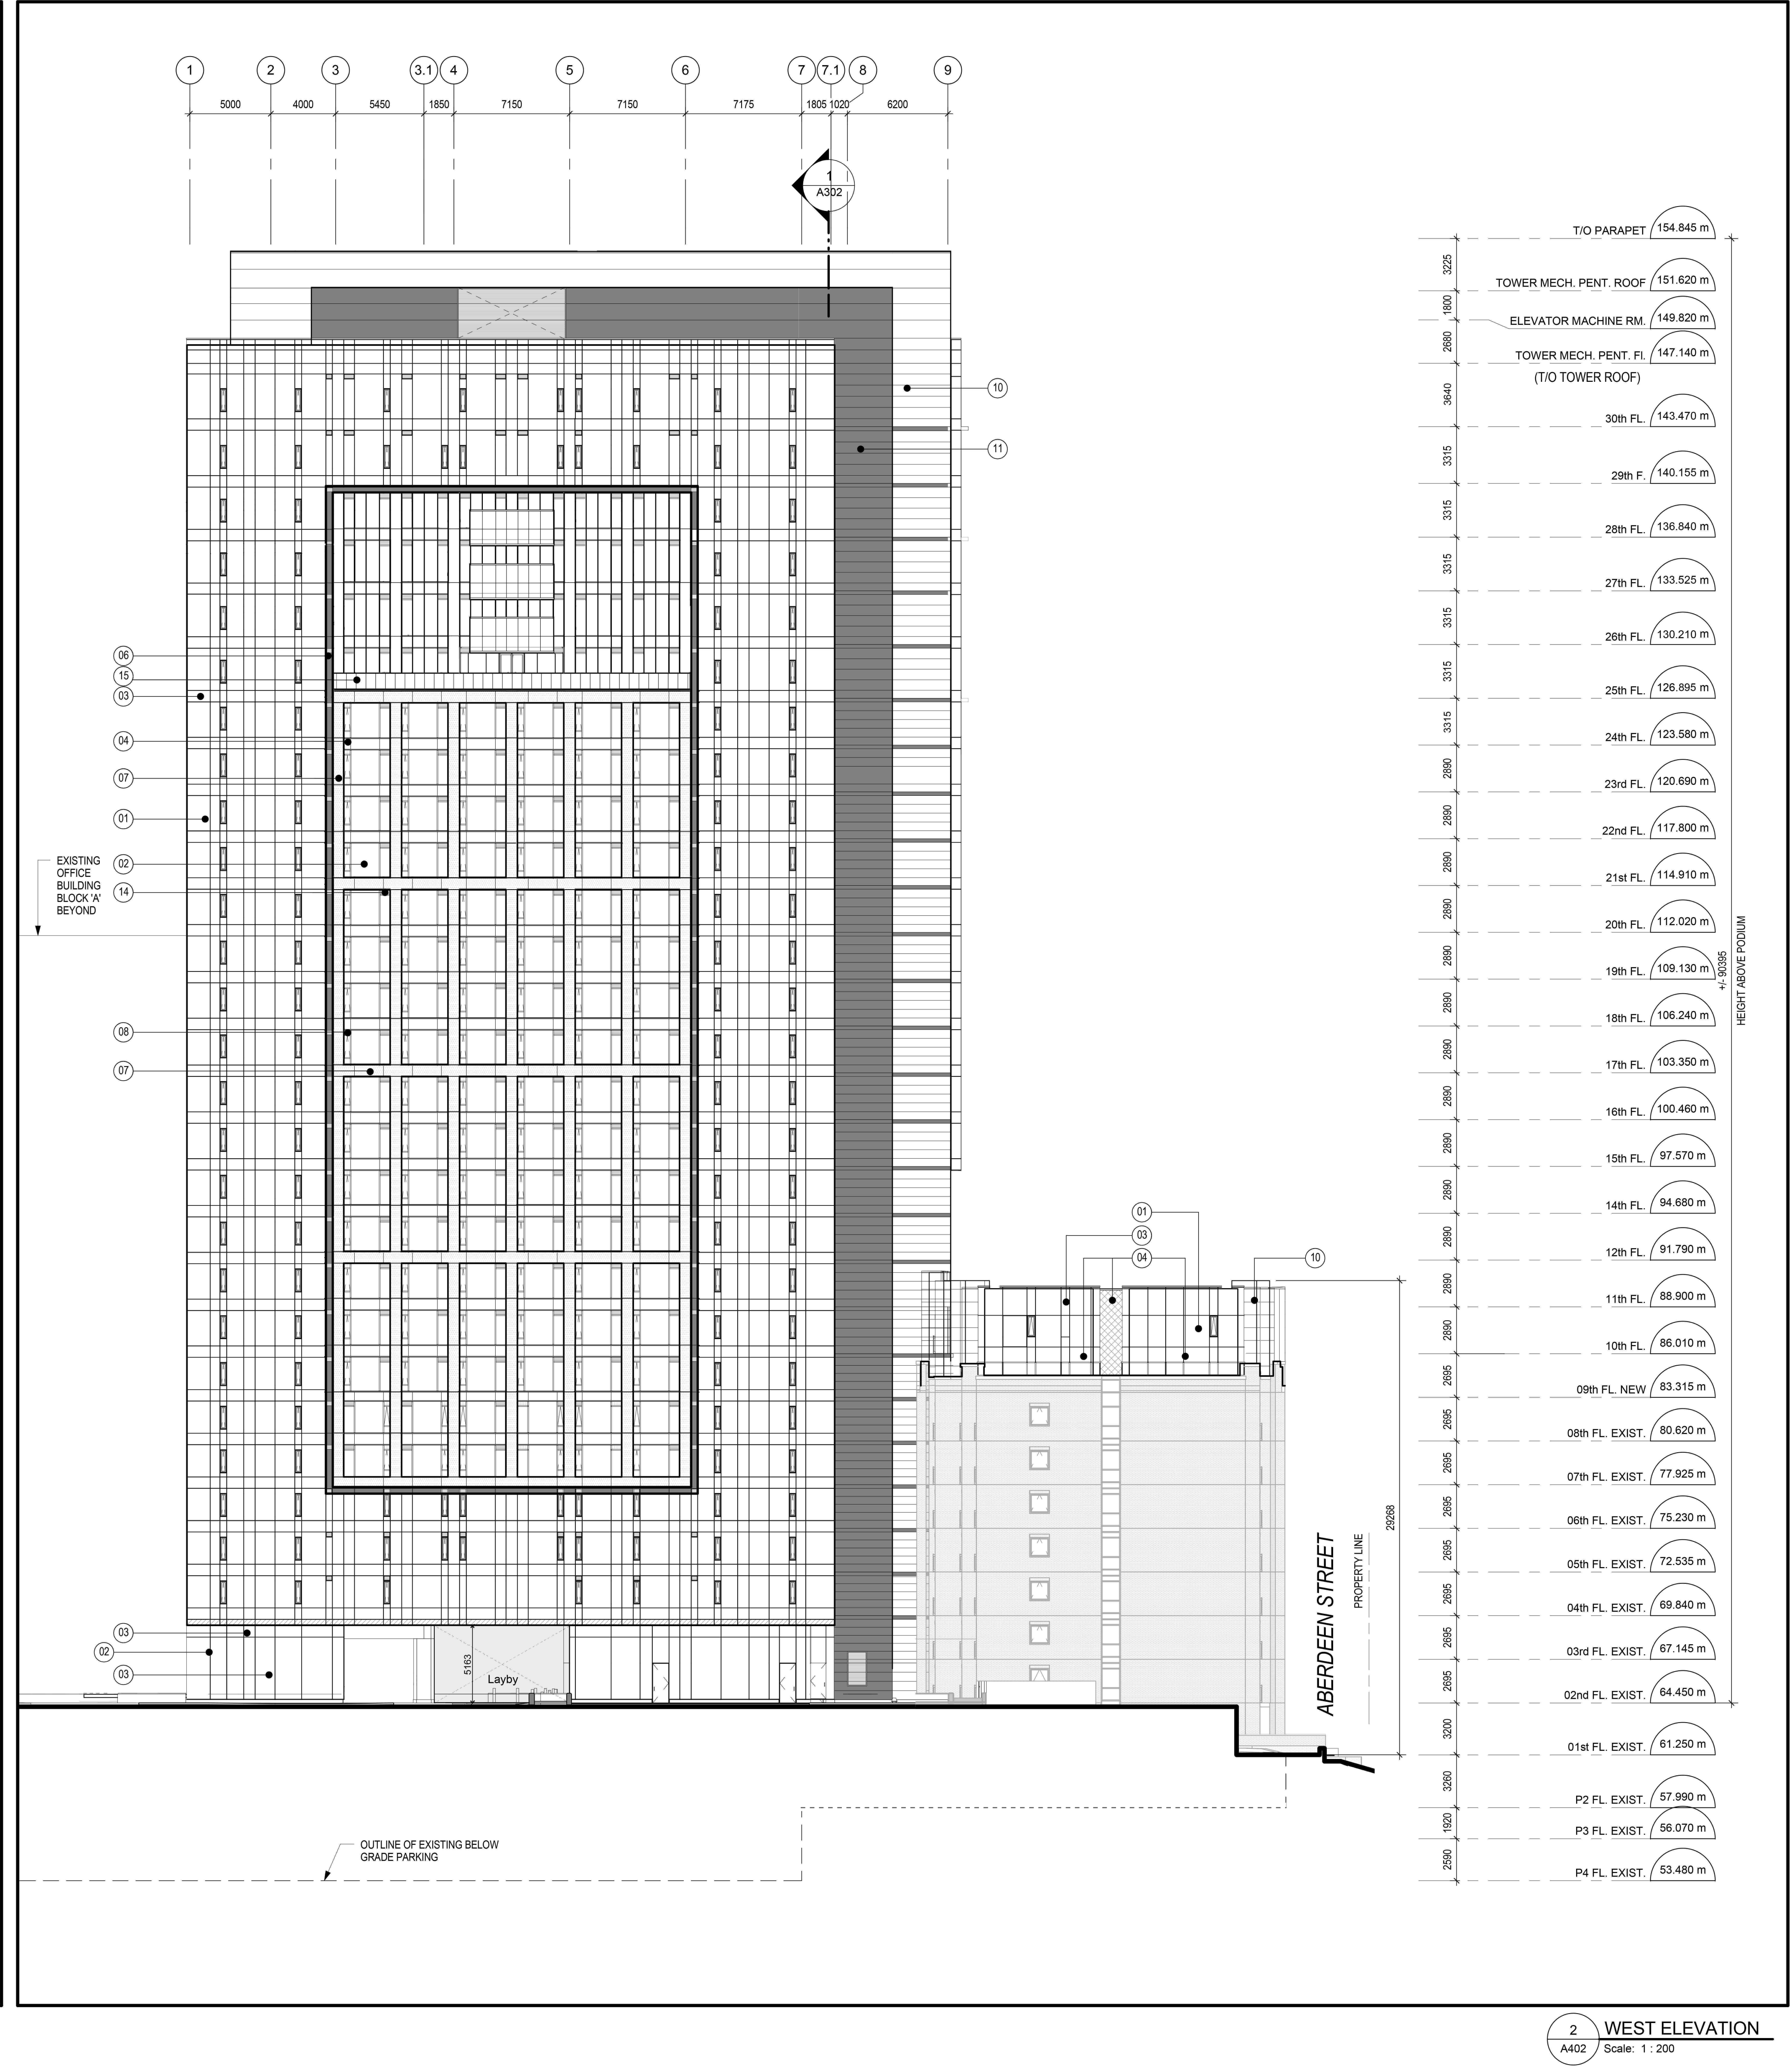 1 2 3 3.1 4 5 6 7 7.1 8 9
5000 4000 5450 1850 7150 7150 7175 1805 1020 6200
1
A302
T/O PARAPET 154.845 m
3225
TOWER MECH. PENT. ROOF 151.620 m
1800
ELEVATOR MACHINE RM. 149.820 m
2680
TOWER MECH. PENT. Fl. 147.140 m
(T/O TOWER ROOF)
3640
30th FL. 143.470 m
3315
29th F. 140.155 m
3315
28th FL. 136.840 m
3315
27th FL. 133.525 m
3315
26th FL. 130.210 m
3315
25th FL. 126.895 m
3315
24th FL. 123.580 m
2890
23rd FL. 120.690 m
2890
22nd FL. 117.800 m
2890
21st FL. 114.910 m
2890
20th FL. 112.020 m
2890
19th FL. 109.130 m
2890
18th FL. 106.240 m
2890
17th FL. 103.350 m
2890
16th FL. 100.460 m
2890
15th FL. 97.570 m
2890
14th FL. 94.680 m
2890
12th FL. 91.790 m
2890
11th FL. 88.900 m
2890
10th FL. 86.010 m
2695
09th FL. NEW 83.315 m
2695
08th FL. EXIST. 80.620 m
2695
07th FL. EXIST. 77.925 m
2695
06th FL. EXIST. 75.230 m
2695
05th FL. EXIST. 72.535 m
2695
04th FL. EXIST. 69.840 m
2695
03rd FL. EXIST. 67.145 m
2695
02nd FL. EXIST. 64.450 m
3200
01st FL. EXIST. 61.250 m
3260
P2 FL. EXIST. 57.990 m
1920
P3 FL. EXIST. 56.070 m
2590
P4 FL. EXIST. 53.480 m
+/- 90395
HEIGHT ABOVE PODIUM
10
11
06
15
03
04
07
01
02
14
08
07
EXISTING
OFFICE
BUILDING
BLOCK 'A'
BEYOND
01
03
04
10
29268
ABERDEEN STREET
PROPERTY LINE
03
02
03
5163
Layby
OUTLINE OF EXISTING BELOW
GRADE PARKING
2
A402
WEST ELEVATION
Scale: 1 : 200